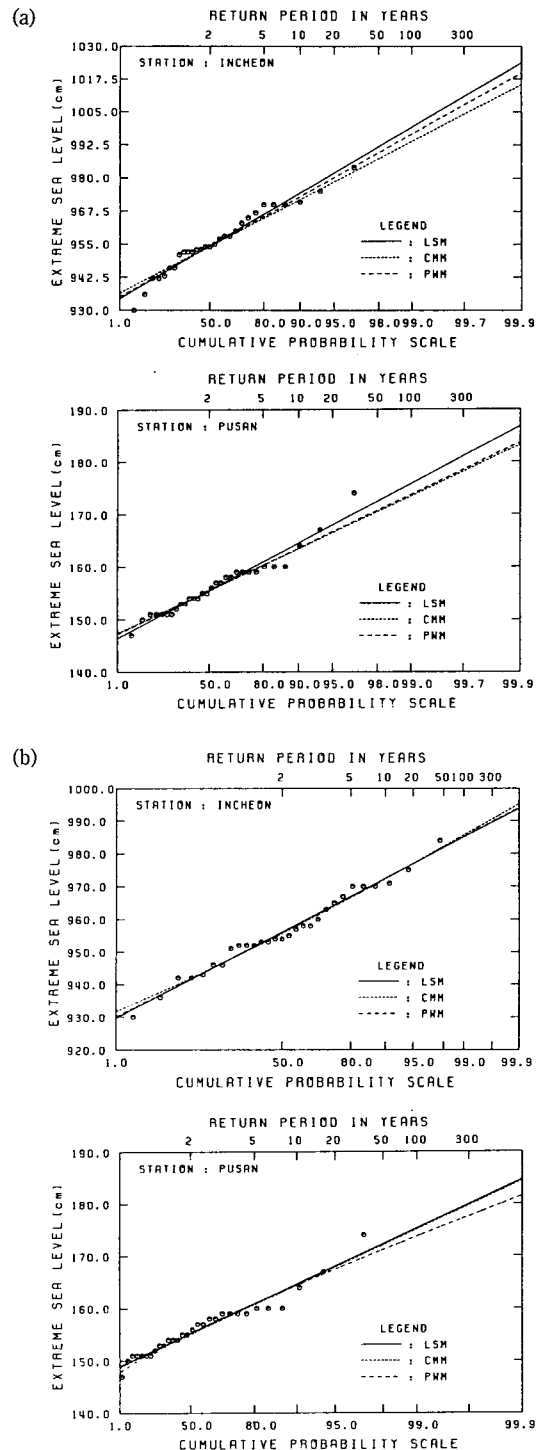 (a)
RETURN PERIOD IN YEARS
2 5 10 20 50 100 300
1030.0
1017.5
1005.0
992.5
980.0
967.5
955.0
942.5
930.0
EXTREME SEA LEVEL(cm)
STATION : INCHEON
LEGEND
: LSM
: CMM
: PWM
1.0 50.0 80.0 90.0 95.0 98.0 99.0 99.7 99.9
CUMULATIVE PROBABILITY SCALE
RETURN PERIOD IN YEARS
2 5 10 20 50 100 300
190.0
180.0
170.0
160.0
150.0
140.0
EXTREME SEA LEVEL(cm)
STATION : PUSAN
LEGEND
: LSM
: CMM
: PWM
1.0 50.0 80.0 90.0 95.0 98.0 99.0 99.7 99.9
CUMULATIVE PROBABILITY SCALE
(b)
RETURN PERIOD IN YEARS
2 5 10 20 50 100 300
1000.0
990.0
980.0
970.0
960.0
950.0
940.0
930.0
920.0
EXTREME SEA LEVEL(cm)
STATION : INCHEON
LEGEND
: LSM
: CMM
: PWM
1.0 50.0 80.0 95.0 99.0 99.9
CUMULATIVE PROBABILITY SCALE
RETURN PERIOD IN YEARS
2 5 10 20 50 100 300
190.0
180.0
170.0
160.0
150.0
140.0
EXTREME SEA LEVEL(cm)
STATION : PUSAN
LEGEND
: LSM
: CMM
: PWM
1.0 50.0 80.0 95.0 99.0 99.9
CUMULATIVE PROBABILITY SCALE